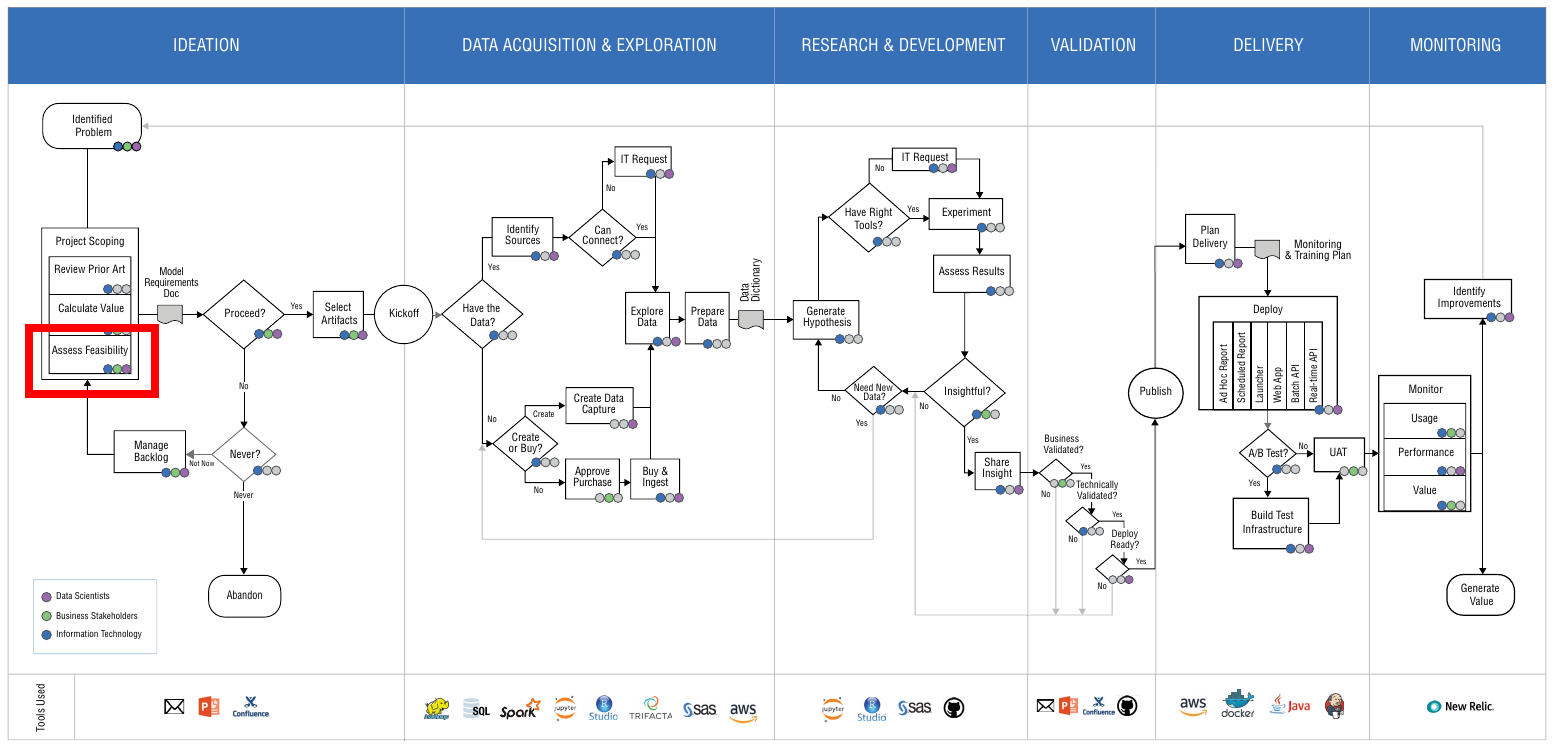 IDEATION
DATA ACQUISITION & EXPLORATION
RESEARCH & DEVELOPMENT
VALIDATION
DELIVERY
MONITORING
Identified
Problem
Project Scoping
Review Prior Art
Calculate Value
Assess Feasibility
Model
Requirements
Doc
Proceed?
Yes
No
Select
Artifacts
Manage
Backlog
Not Now
Never?
Never
Abandon
Kickoff
Have the
Data?
Yes
No
Identify
Sources
Can
Connect?
No
Yes
IT Request
Explore
Data
Prepare
Data
Data
Dictionary
Create
or Buy?
Create
No
Create Data
Capture
Approve
Purchase
Buy &
Ingest
Generate
Hypothesis
Have Right
Tools?
No
Yes
IT Request
Experiment
Assess Results
Insightful?
No
Yes
Need New
Data?
No
Yes
Share
Insight
Business
Validated?
Yes
No
Technically
Validated?
Yes
No
Deploy
Ready?
Yes
No
Publish
Plan
Delivery
Monitoring
& Training Plan
Deploy
Ad Hoc Report
Scheduled Report
Launcher
Web App
Batch API
Real-time API
A/B Test?
No
Yes
UAT
Build Test
Infrastructure
Identify
Improvements
Monitor
Usage
Performance
Value
Generate
Value
Data Scientists
Business Stakeholders
Information Technology
Tools Used
P
Confluence
hadoop
SQL
Spark
jupyter
R
Studio
TRIFACTA
sas
aws
jupyter
R
Studio
sas
P
Confluence
aws
docker
Java
New Relic.